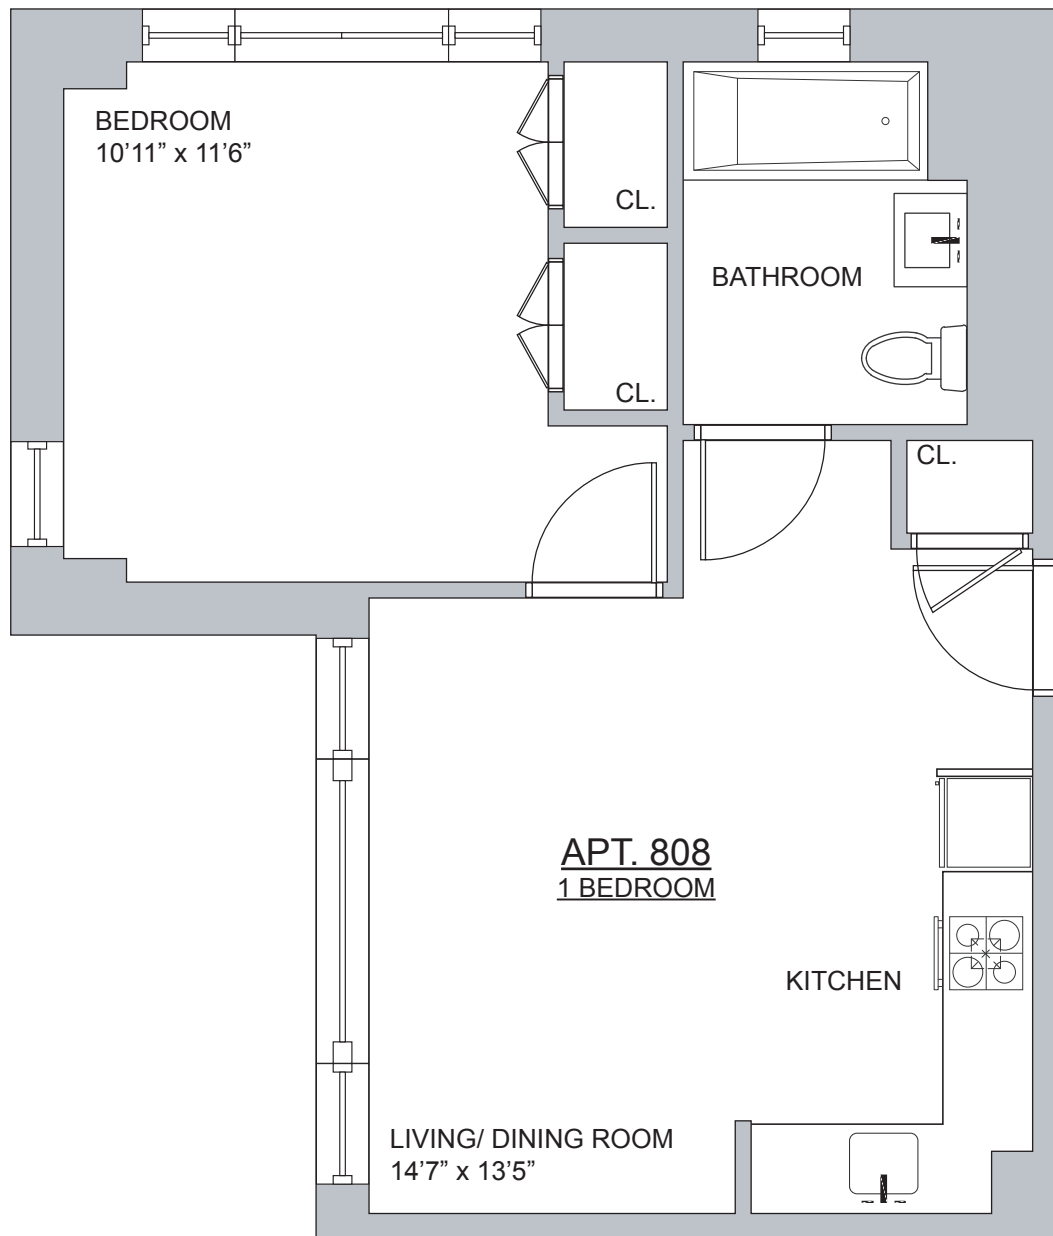 BEDROOM
10’11” x 11’6”
CL.
BATHROOM
CL.
CL.
APT. 808
1 BEDROOM
KITCHEN
LIVING/ DINING ROOM
14’7” x 13’5”